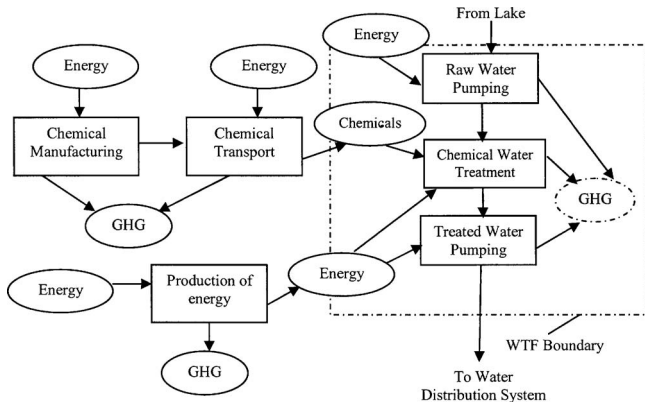 From Lake
Energy
Energy
Energy
Raw Water
Pumping
Chemical
Manufacturing
Chemical
Transport
Chemicals
Chemical Water
Treatment
GHG
GHG
Treated Water
Pumping
Energy
Production of
energy
Energy
GHG
WTF Boundary
To Water
Distribution System